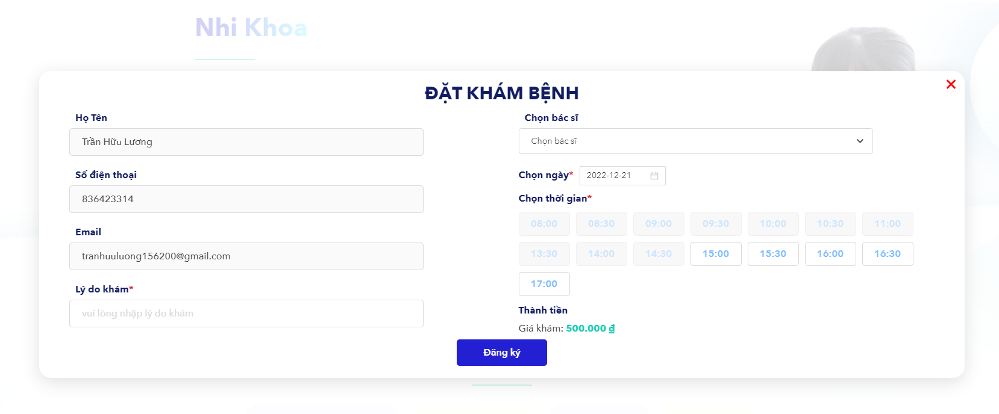 Nhi Khoa
ĐẶT KHÁM BỆNH
Họ Tên
Trần Hữu Lương
Số điện thoại
836423314
Email
tranhuuluong156200@gmail.com
Lý do khám*
vui lòng nhập lý do khám
Chọn bác sĩ
Chọn bác sĩ
Chọn ngày* 2022-12-21
Chọn thời gian*
08:00 08:30 09:00 09:30 10:00 10:30 11:00
13:30 14:00 14:30 15:00 15:30 16:00 16:30
17:00
Thành tiền
Giá khám: 500.000 ₫
Đăng ký